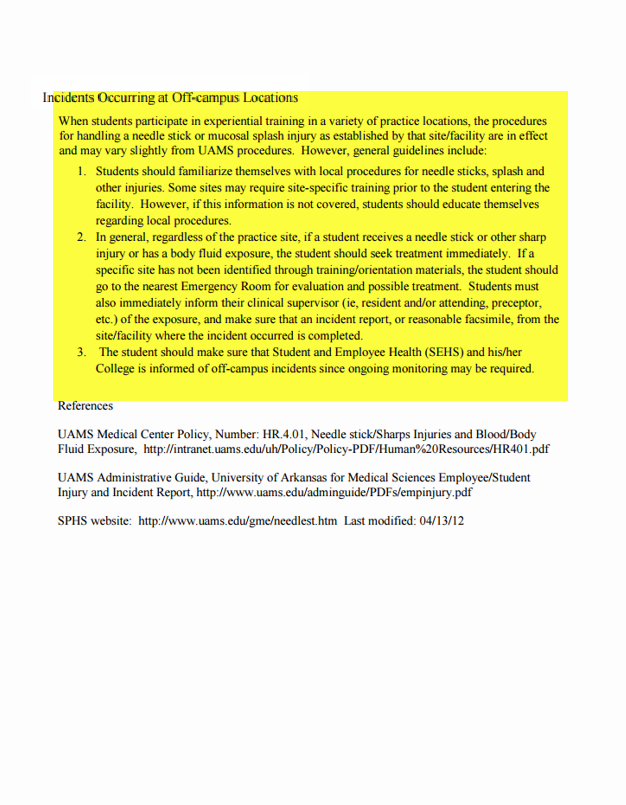 Incidents Occurring at Off-campus Locations
When students participate in experiential training in a variety of practice locations, the procedures
for handling a needle stick or mucosal splash injury as established by that site/facility are in effect
and may vary slightly from UAMS procedures.  However, general guidelines include:
1. Students should familiarize themselves with local procedures for needle sticks, splash and
other injuries. Some sites may require site-specific training prior to the student entering the
facility.  However, if this information is not covered, students should educate themselves
regarding local procedures.
2. In general, regardless of the practice site, if a student receives a needle stick or other sharp
injury or has a body fluid exposure, the student should seek treatment immediately.  If a
specific site has not been identified through training/orientation materials, the student should
go to the nearest Emergency Room for evaluation and possible treatment.  Students must
also immediately inform their clinical supervisor (ie, resident and/or attending, preceptor,
etc.) of the exposure, and make sure that an incident report, or reasonable facsimile, from the
site/facility where the incident occurred is completed.
3. The student should make sure that Student and Employee Health (SEHS) and his/her
College is informed of off-campus incidents since ongoing monitoring may be required.
References
UAMS Medical Center Policy, Number: HR.4.01, Needle stick/Sharps Injuries and Blood/Body
Fluid Exposure,  http://intranet.uams.edu/uh/Policy/Policy-PDF/Human%20Resources/HR401.pdf
UAMS Administrative Guide, University of Arkansas for Medical Sciences Employee/Student
Injury and Incident Report, http://www.uams.edu/adminguide/PDFs/empinjury.pdf
SPHS website:  http://www.uams.edu/gme/needlest.htm  Last modified: 04/13/12